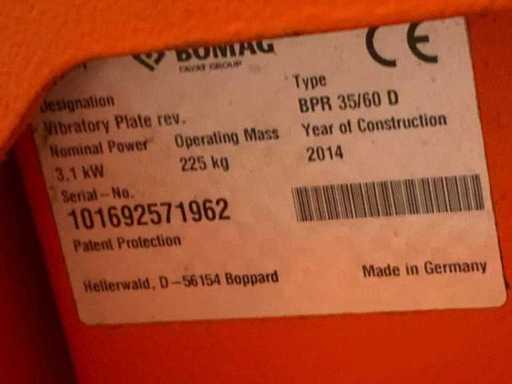 BOMAG
FAYAT GROUP
CE
Designation
Vibratory Plate rev.
Type
BPR 35/60 D
Nominal Power
3.1 kW
Operating Mass
225 kg
Year of Construction
2014
Serial-No.
101692571962
Patent Protection
Hellerwald, D-56154 Boppard
Made in Germany